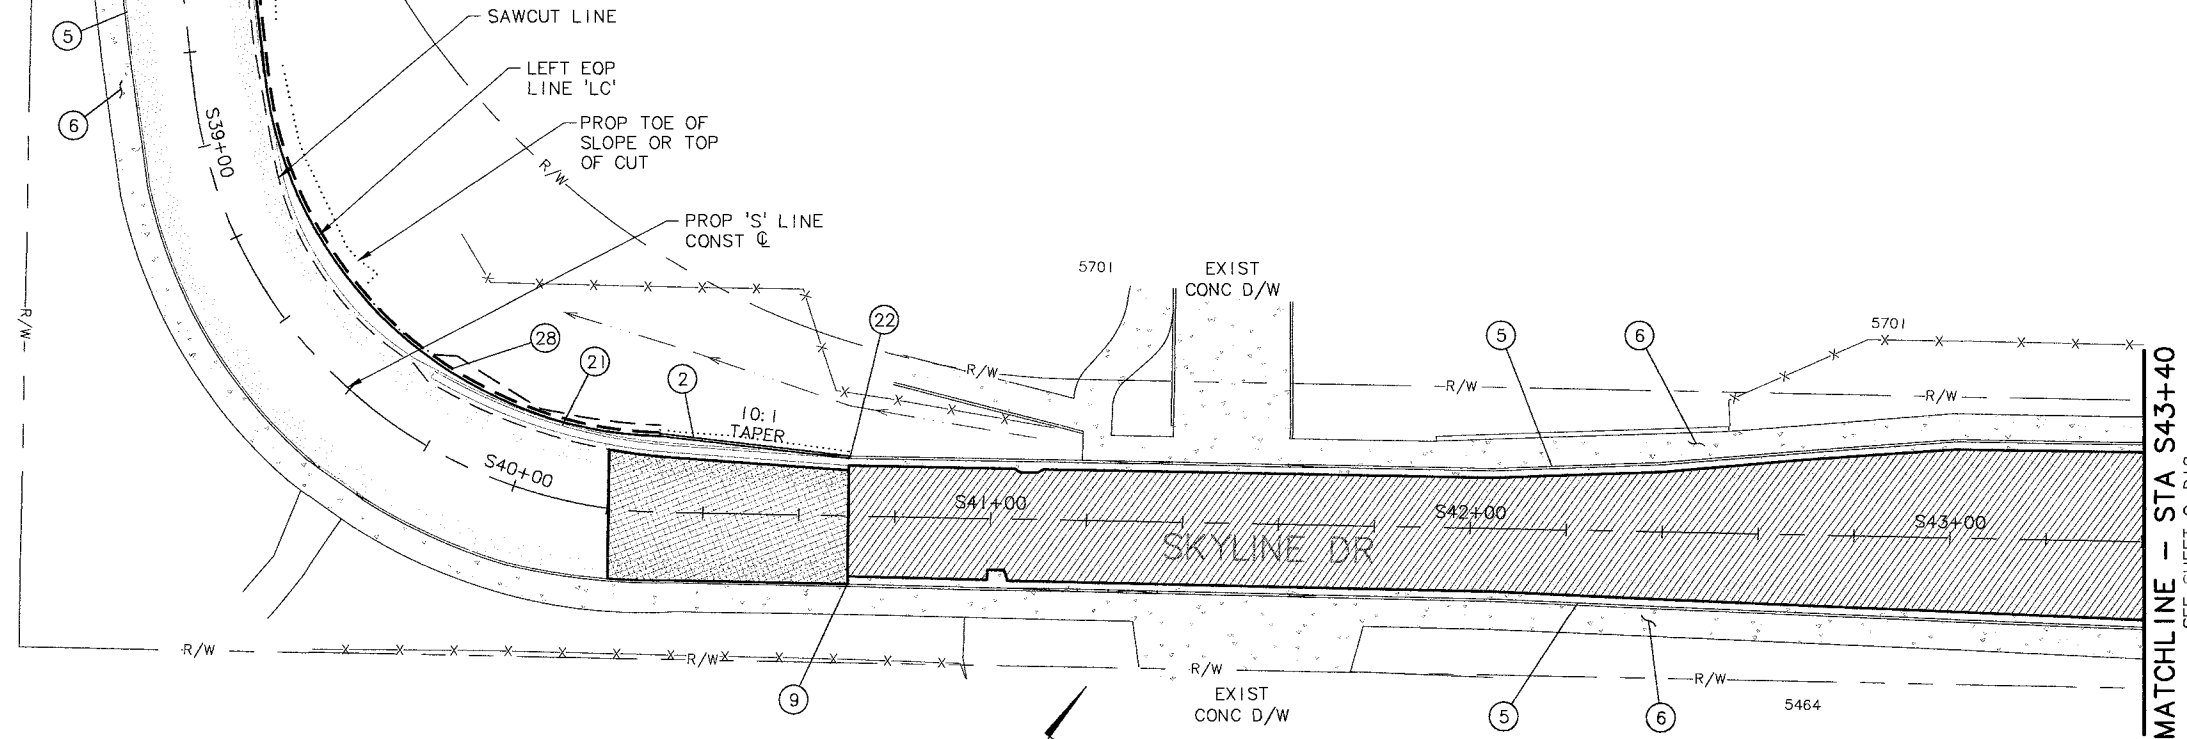 5
SAWCUT LINE
LEFT EOP
LINE 'LC'
6
S39+00
PROP TOE OF
SLOPE OR TOP
OF CUT
R/W
PROP 'S' LINE
CONST ℄
5701
EXIST
CONC D/W
R/W
22
28
21
2
5
6
5701
R/W
R/W
R/W
10:1
TAPER
S40+00
S41+00
S42+00
S43+00
SKYLINE DR
MATCHLINE - STA S43+40
R/W
R/W
R/W
R/W
9
EXIST
CONC D/W
5
6
5464